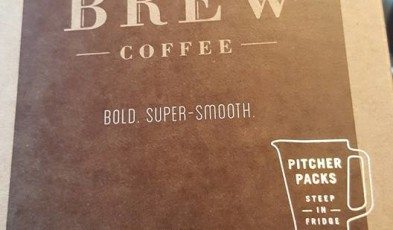 BREW
COFFEE
BOLD. SUPER-SMOOTH.
PITCHER
PACKS
STEEP
IN
FRIDGE